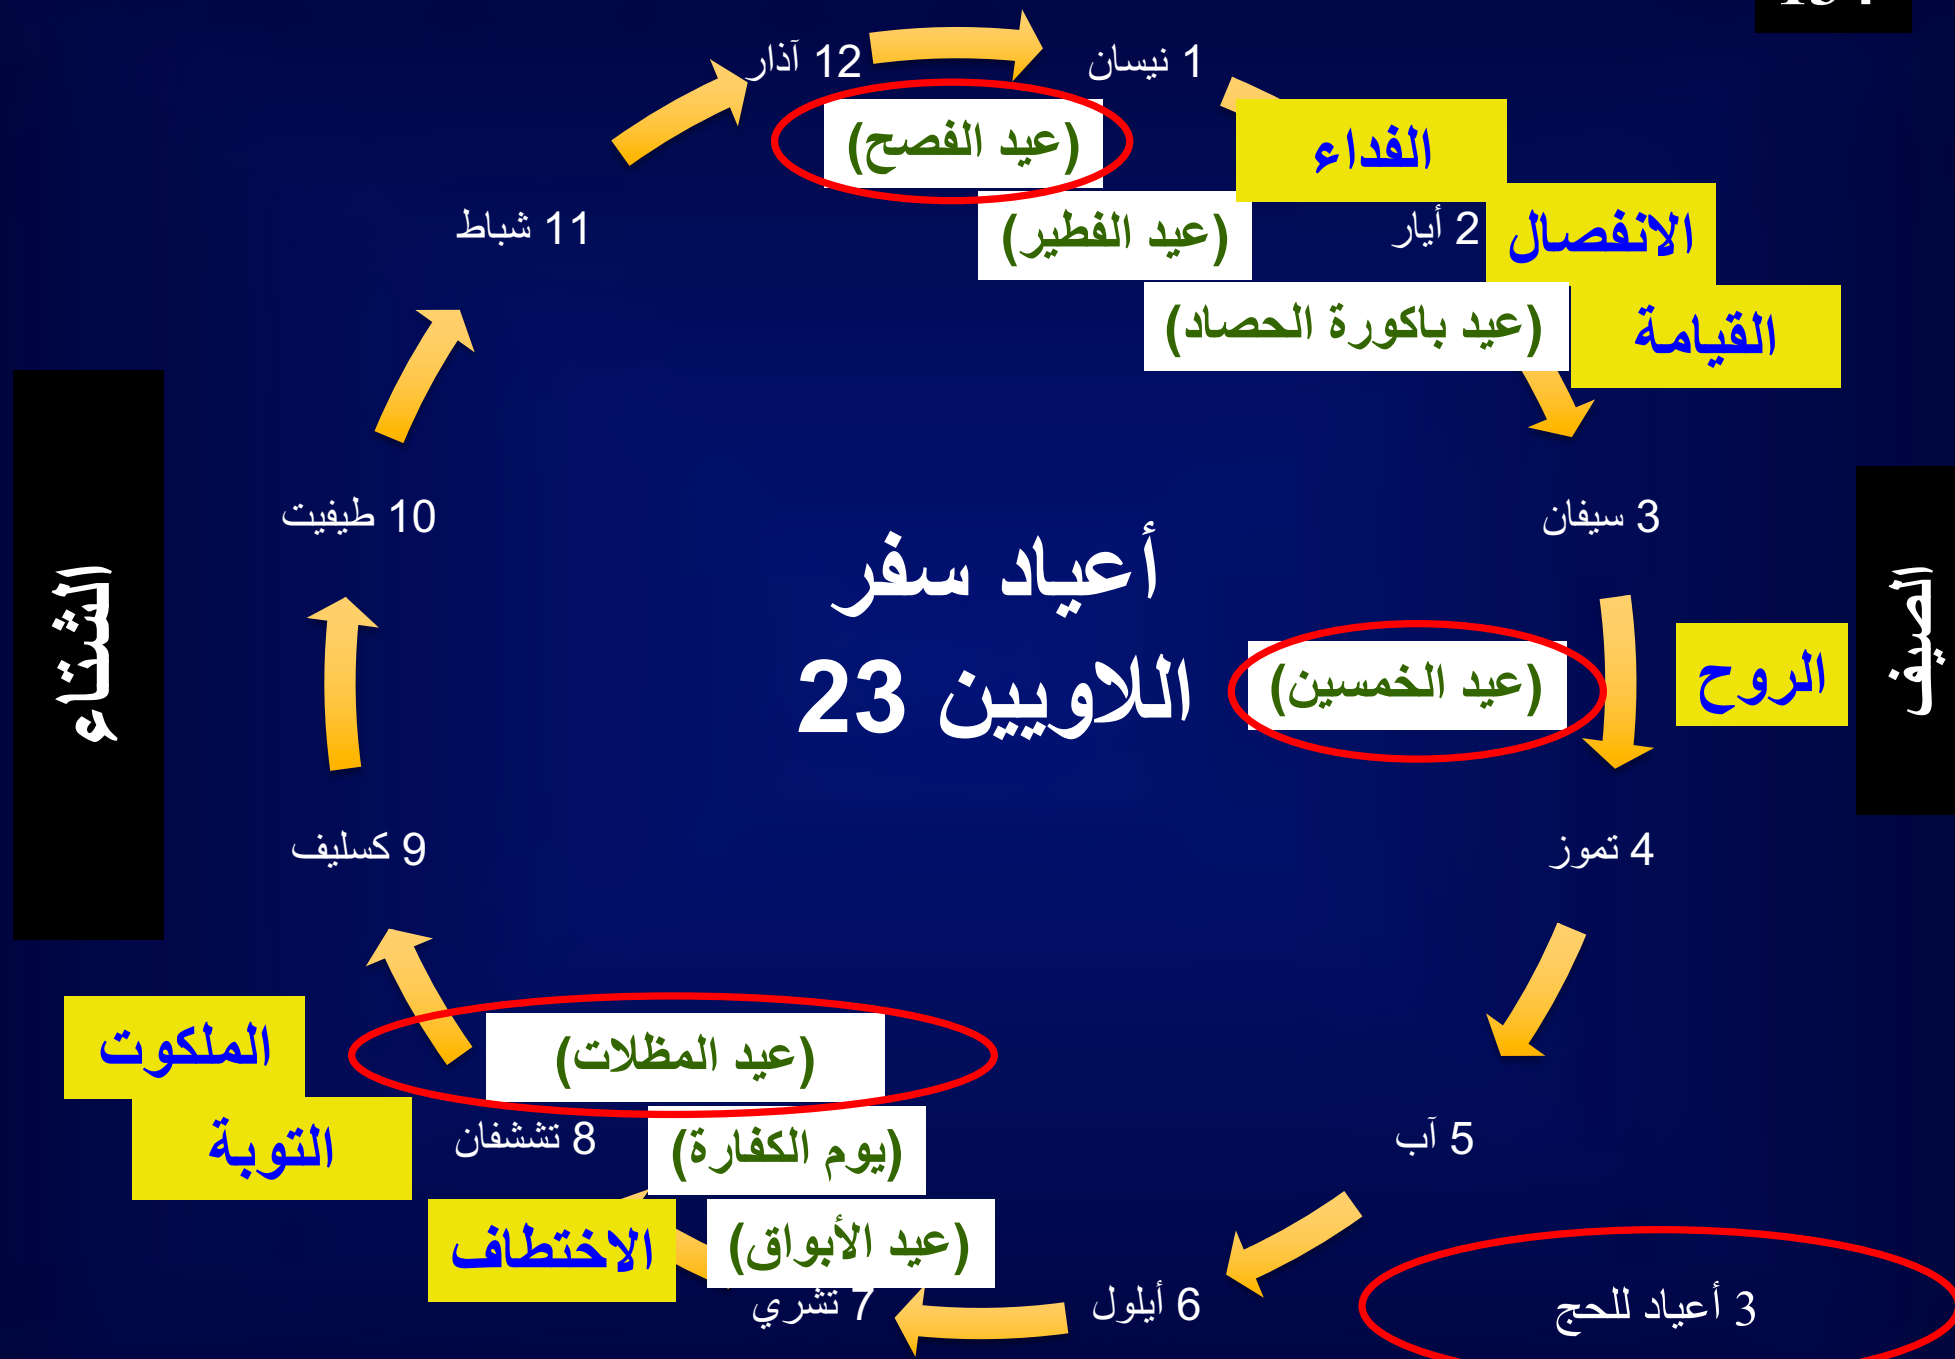 12 آذار
1 نيسان
(عيد الفصح)
الفداء
11 شباط
(عيد الفطير)
2 أيار
الانفصال
(عيد باكورة الحصاد)
القيامة
10 طيفيت
3 سيفان
أعياد سفر
اللاويين 23
(عيد الخمسين)
الروح
الصيف
الشتاء
9 كسليف
4 تموز
(عيد المظلات)
الملكوت
8 تششفان
(يوم الكفارة)
التوبة
5 آب
(عيد الأبواق)
الاختطاف
7 تشري
6 أيلول
3 أعياد للحج